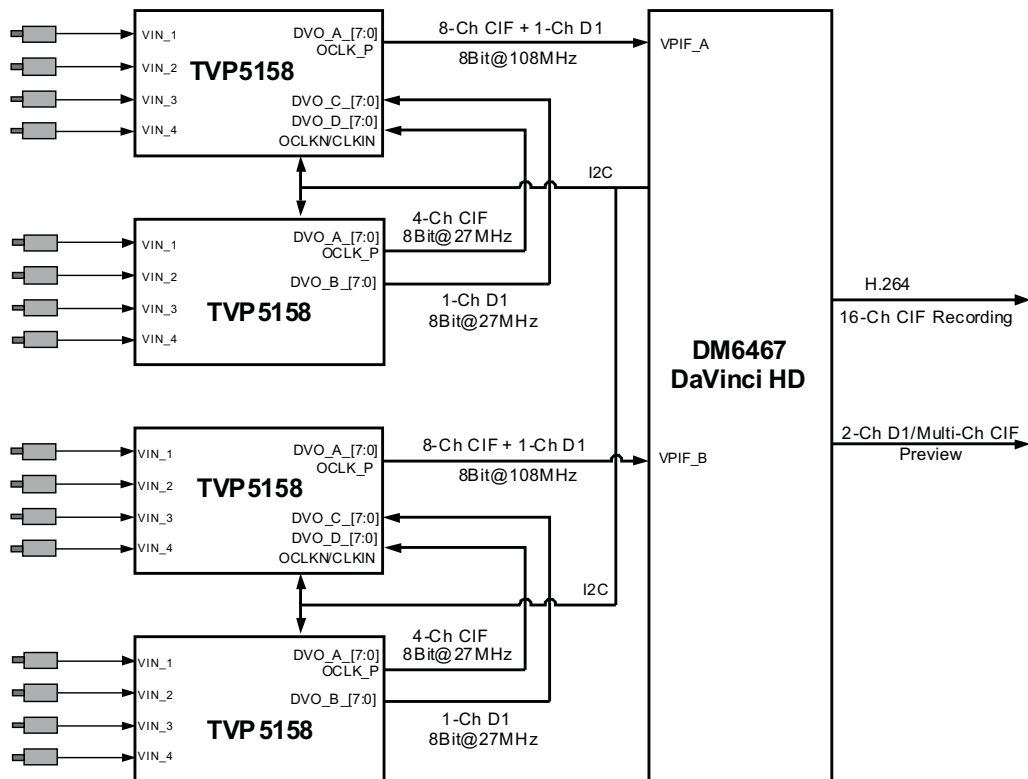 VIN_1
VIN_2
VIN_3
VIN_4
TVP5158
DVO_A_[7:0]
OCLK_P
DVO_C_[7:0]
DVO_D_[7:0]
OCLKN/CLKIN
8-Ch CIF + 1-Ch D1
8Bit@108MHz
VPIF_A
I2C
VIN_1
VIN_2
VIN_3
VIN_4
TVP5158
DVO_A_[7:0]
OCLK_P
DVO_B_[7:0]
4-Ch CIF
8Bit@27MHz
1-Ch D1
8Bit@27MHz
DM6467
DaVinci HD
H.264
16-Ch CIF Recording
2-Ch D1/Multi-Ch CIF
Preview
VIN_1
VIN_2
VIN_3
VIN_4
TVP5158
DVO_A_[7:0]
OCLK_P
DVO_C_[7:0]
DVO_D_[7:0]
OCLKN/CLKIN
8-Ch CIF + 1-Ch D1
8Bit@108MHz
VPIF_B
I2C
VIN_1
VIN_2
VIN_3
VIN_4
TVP5158
DVO_A_[7:0]
OCLK_P
DVO_B_[7:0]
4-Ch CIF
8Bit@27MHz
1-Ch D1
8Bit@27MHz